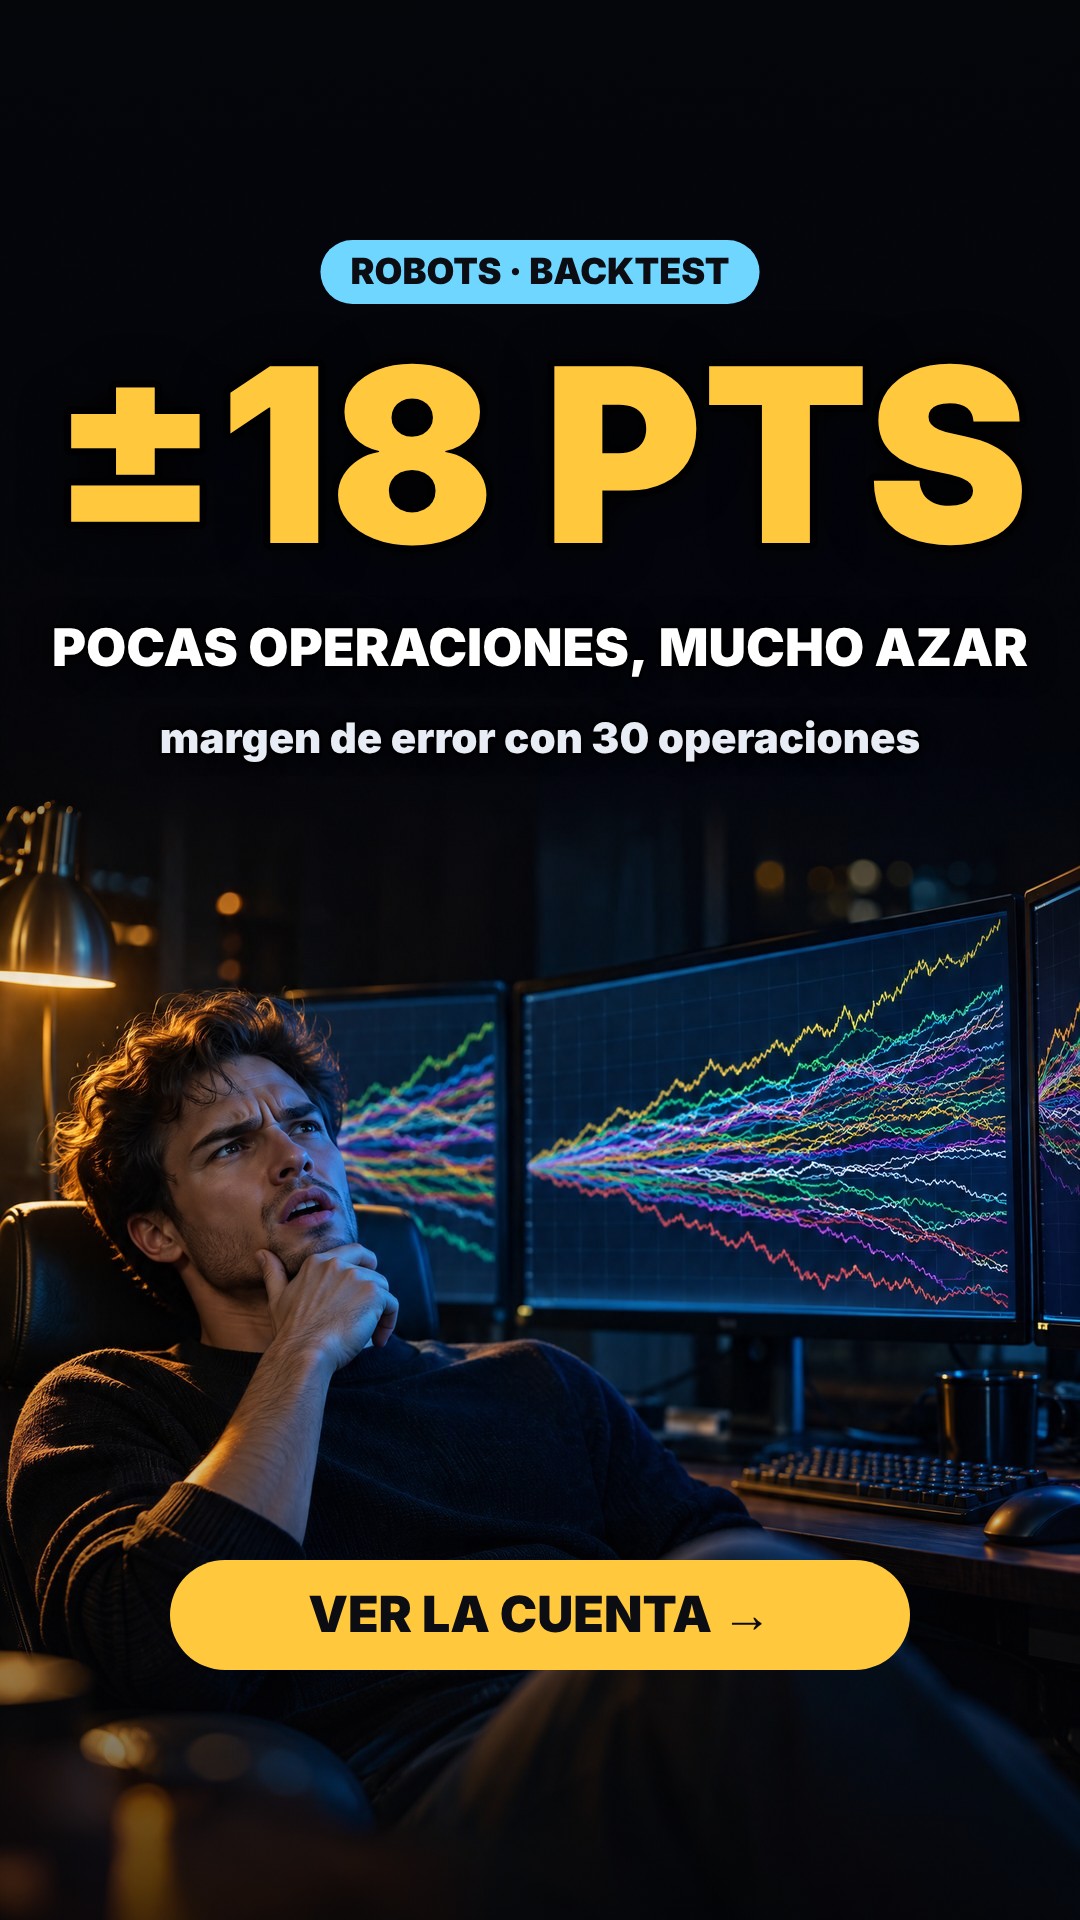 ROBOTS · BACKTEST
±18 PTS
POCAS OPERACIONES, MUCHO AZAR
margen de error con 30 operaciones
VER LA CUENTA →